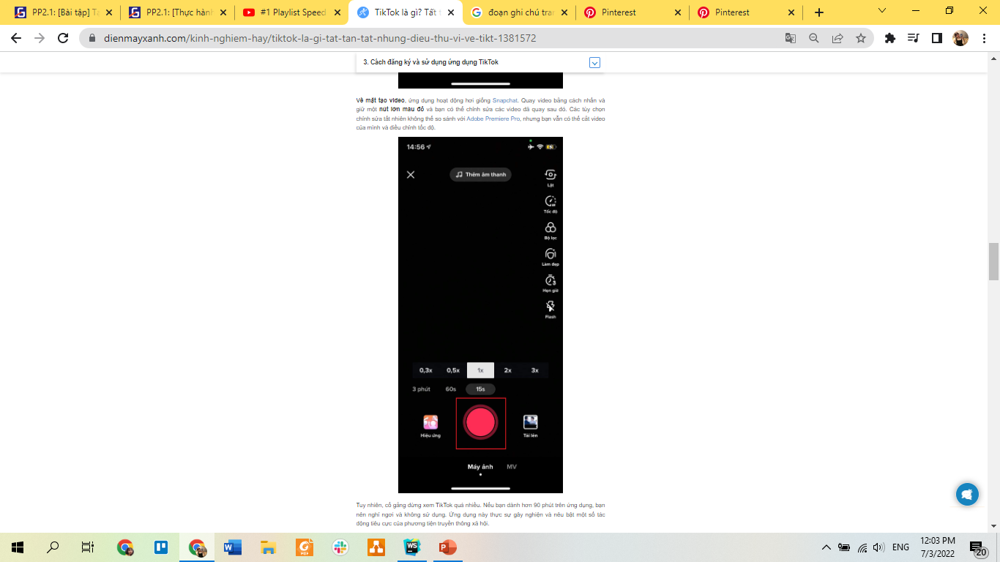 PP2.1: [Bài tập] Tạ
PP2.1: [Thực hành
#1 Playlist Speed
TikTok là gì? Tất t
đoạn ghi chú tran
Pinterest
Pinterest
dienmayxanh.com/kinh-nghiem-hay/tiktok-la-gi-tat-tan-tat-nhung-dieu-thu-vi-ve-tikt-1381572
3. Cách đăng ký và sử dụng ứng dụng TikTok
Về mặt tạo video, ứng dụng hoạt động hơi giống Snapchat. Quay video bằng cách nhấn và
giữ một nút lớn màu đỏ và bạn có thể chỉnh sửa các video đã quay sau đó. Các tùy chọn
chỉnh sửa tất nhiên không thể so sánh với Adobe Premiere Pro, nhưng bạn vẫn có thể cắt video
của mình và điều chỉnh tốc độ.
14:56
Thêm âm thanh
Lật
Tốc độ
Bộ lọc
Làm đẹp
3
Hẹn giờ
Flash
0,3x 0,5x 1x 2x 3x
3 phút 60s 15s
Hiệu ứng
Tải lên
Máy ảnh MV
Tuy nhiên, cố gắng đừng xem TikTok quá nhiều. Nếu bạn dành hơn 90 phút trên ứng dụng, bạn
nên nghỉ ngơi và không sử dụng. Ứng dụng này thực sự gây nghiện và nêu bật một số tác
động tiêu cực của phương tiện truyền thông xã hội.
W
PDF
WS
P
ENG
12:03 PM
7/3/2022
20